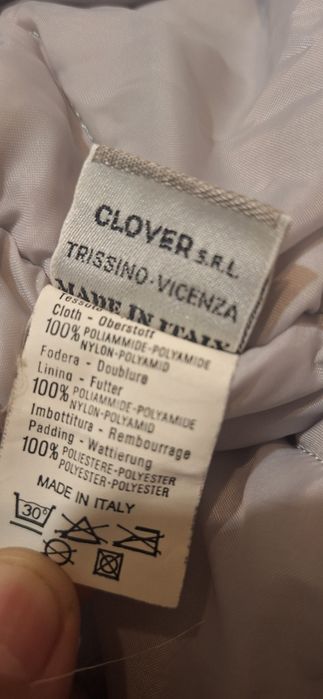 CLOVER S.R.L.
TRISSINO-VICENZA
MADE IN ITALY
Tessuto
Cloth - Oberstoff
100% POLIAMMIDE-POLYAMIDE
NYLON-POLYAMID
Fodera - Doublure
Lining - Futter
100% POLIAMMIDE-POLYAMIDE
NYLON-POLYAMID
Imbottitura - Rembourrage
Padding - Wattierung
100% POLIESTERE-POLYESTER
POLYESTER-POLYESTER
MADE IN ITALY
30°